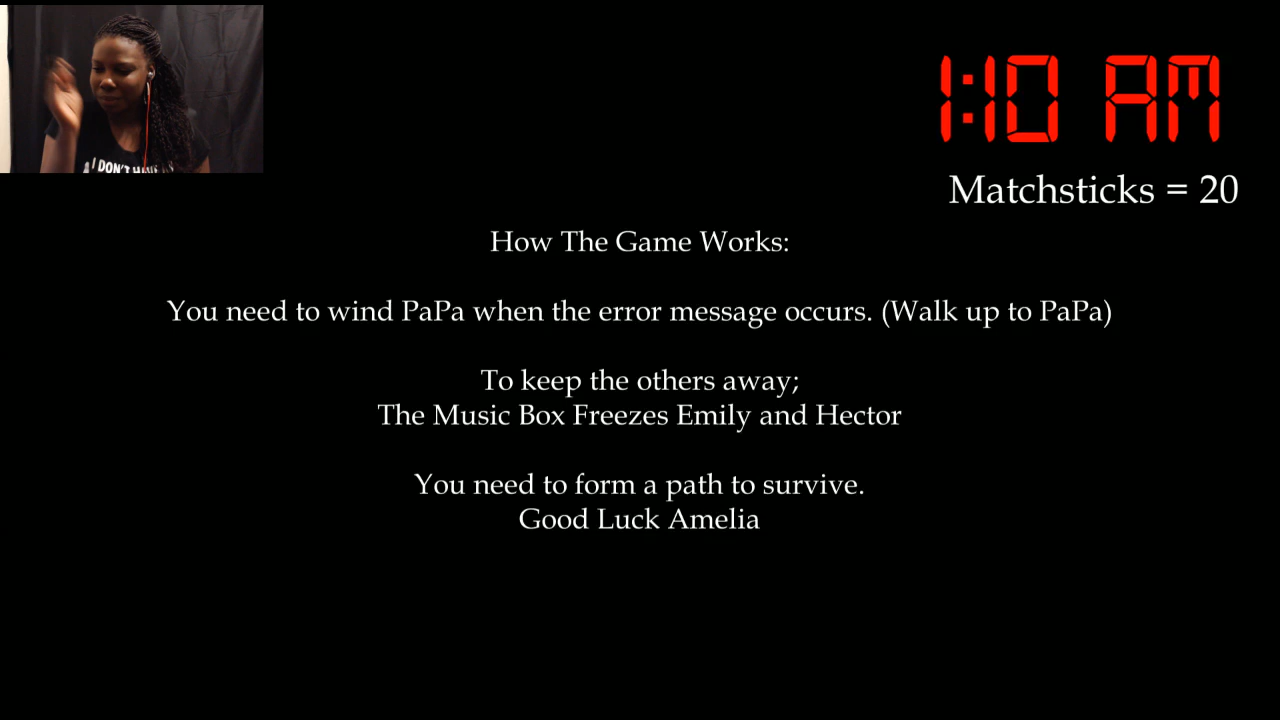 1:10 AM
Matchsticks = 20
I DON'T
How The Game Works:
You need to wind PaPa when the error message occurs. (Walk up to PaPa)
To keep the others away;
The Music Box Freezes Emily and Hector
You need to form a path to survive.
Good Luck Amelia